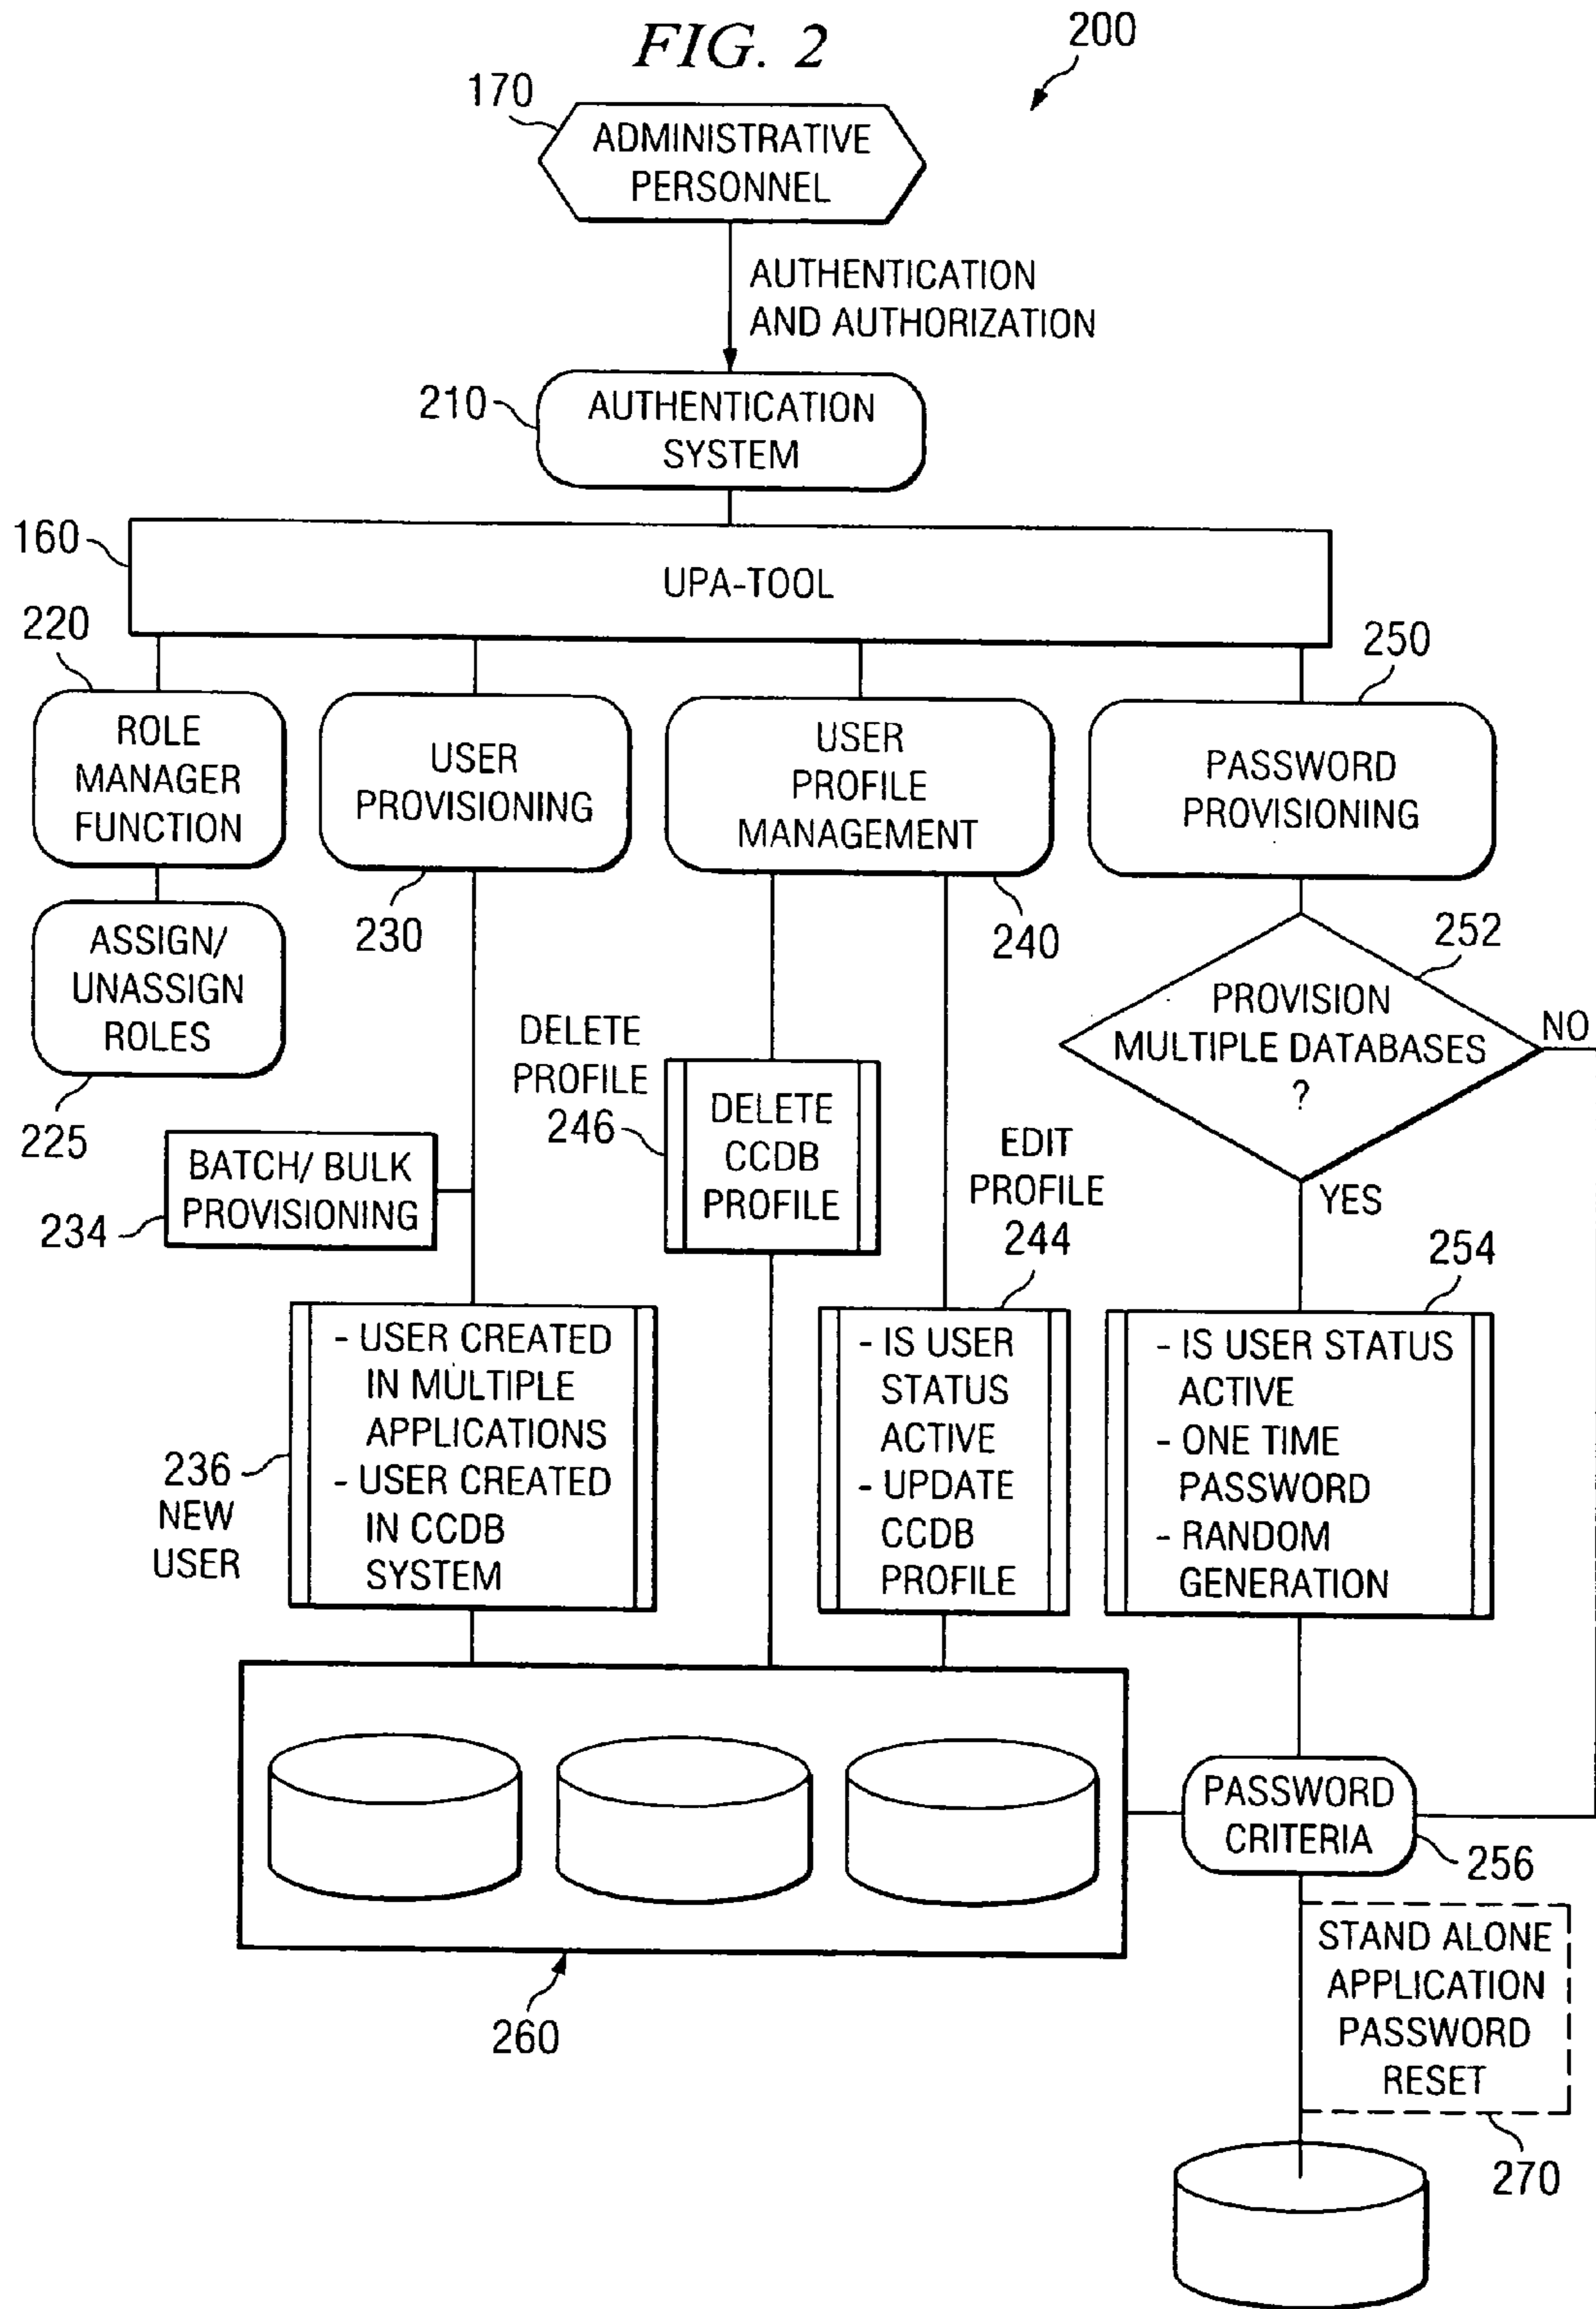 FIG. 2
200
170
ADMINISTRATIVE
PERSONNEL
AUTHENTICATION
AND AUTHORIZATION
210
AUTHENTICATION
SYSTEM
160
UPA-TOOL
220
ROLE
MANAGER
FUNCTION
ASSIGN/
UNASSIGN
ROLES
225
USER
PROVISIONING
230
USER
PROFILE
MANAGEMENT
240
250
PASSWORD
PROVISIONING
252
PROVISION
MULTIPLE DATABASES
?
NO
YES
BATCH/ BULK
PROVISIONING
234
DELETE
PROFILE
246
DELETE
CCDB
PROFILE
EDIT
PROFILE
244
254
- USER CREATED
IN MULTIPLE
APPLICATIONS
- USER CREATED
IN CCDB
SYSTEM
236
NEW
USER
- IS USER
STATUS
ACTIVE
- UPDATE
CCDB
PROFILE
- IS USER STATUS
ACTIVE
- ONE TIME
PASSWORD
- RANDOM
GENERATION
260
PASSWORD
CRITERIA
256
STAND ALONE
APPLICATION
PASSWORD
RESET
270